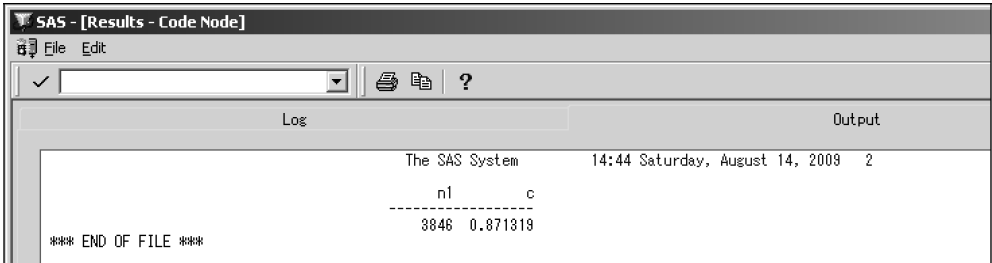 SAS - [Results - Code Node]
File Edit
?
Log Output
The SAS System 14:44 Saturday, August 14, 2009 2
n1 c
------------------
3846 0.871319
*** END OF FILE ***